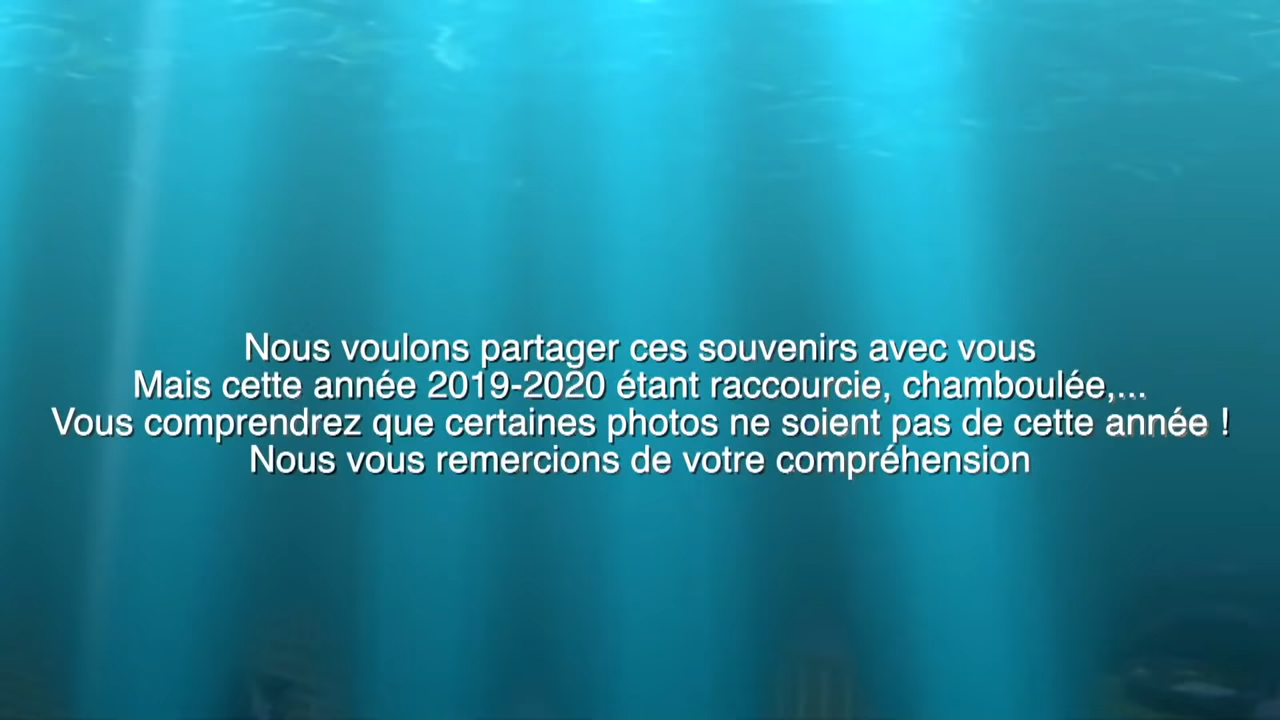 Nous voulons partager ces souvenirs avec vous
Mais cette année 2019-2020 étant raccourcie, chamboulée,...
Vous comprendrez que certaines photos ne soient pas de cette année !
Nous vous remercions de votre compréhension